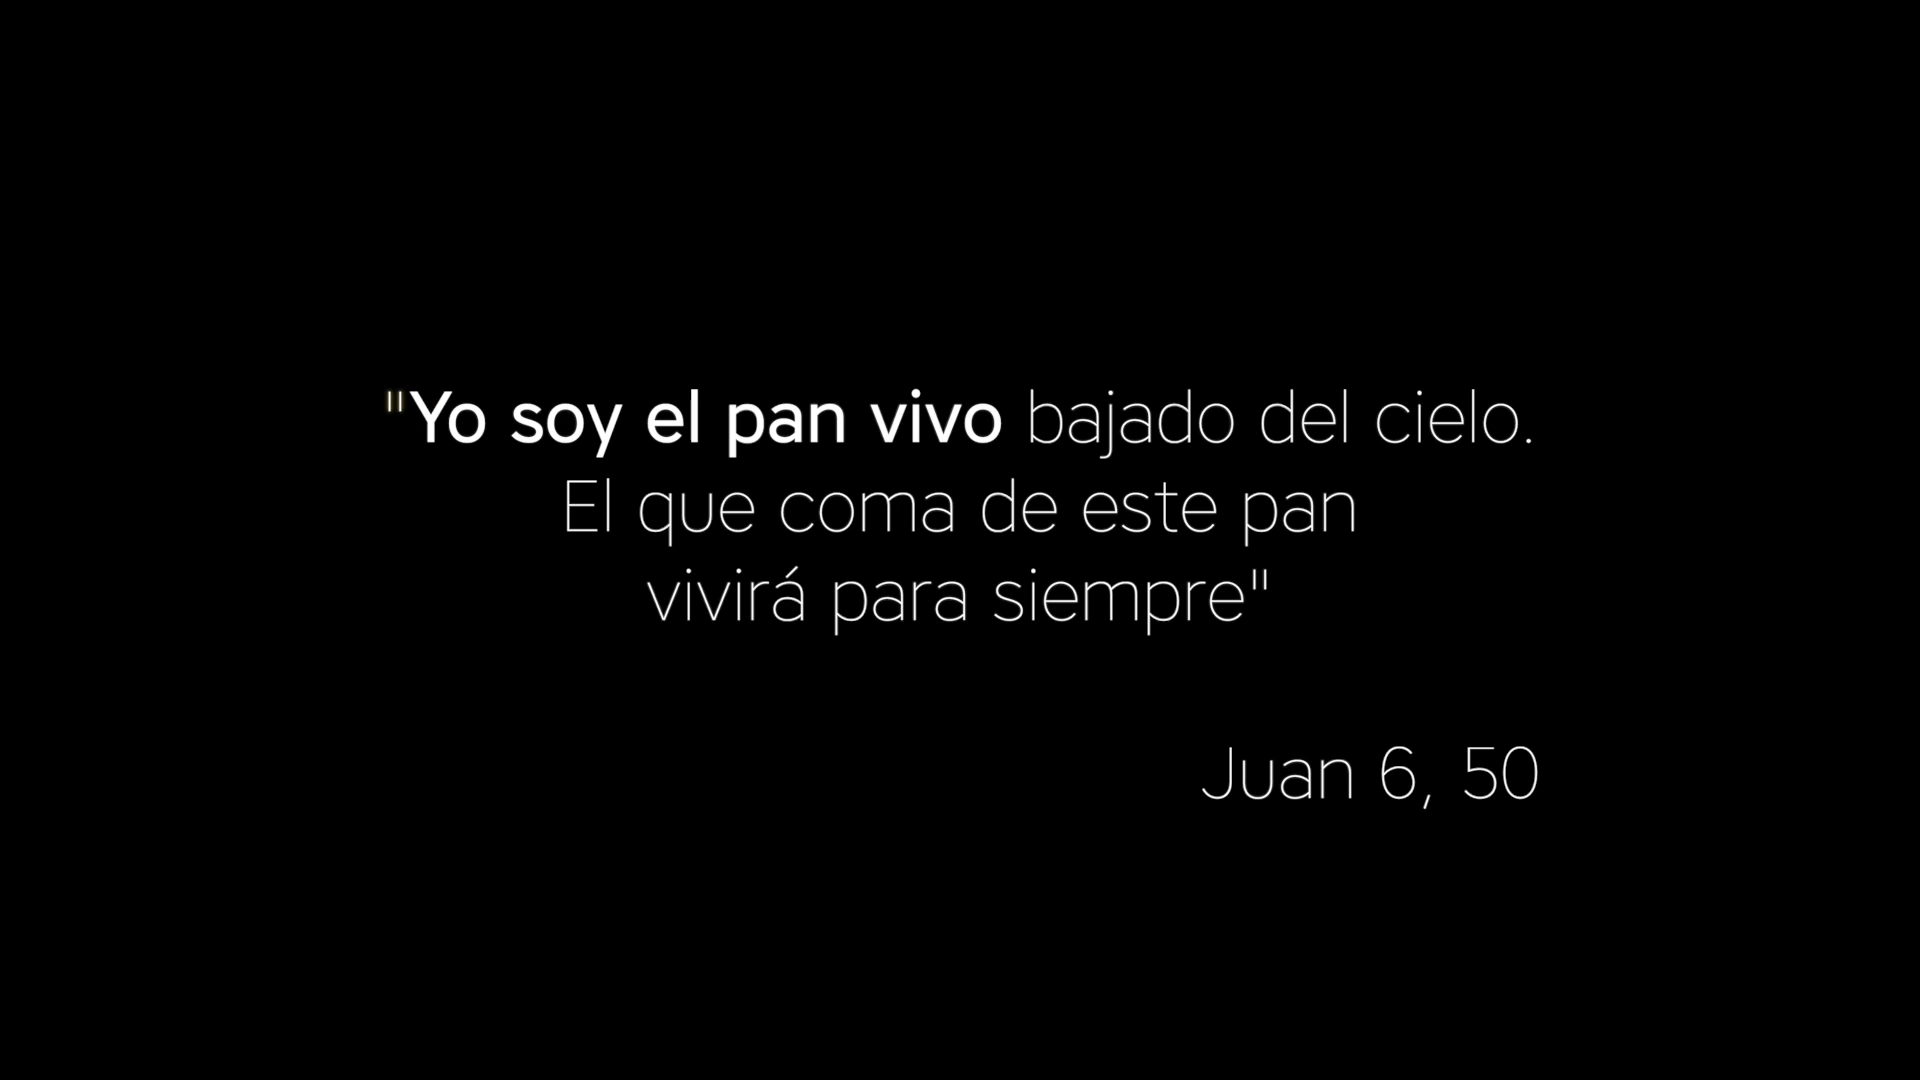 "Yo soy el pan vivo bajado del cielo.
El que coma de este pan
vivirá para siempre"
Juan 6, 50